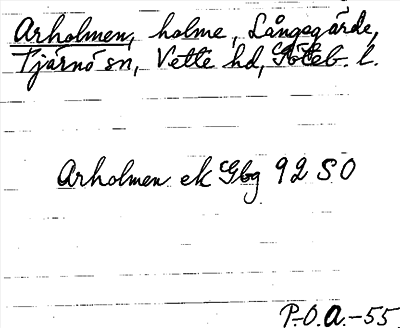 Arholmen, holme, Långegärde,
Tjärnö sn, Vette hd, Göteb. l.
Arholmen ek Gbg 92 SO
P.O.A.-55